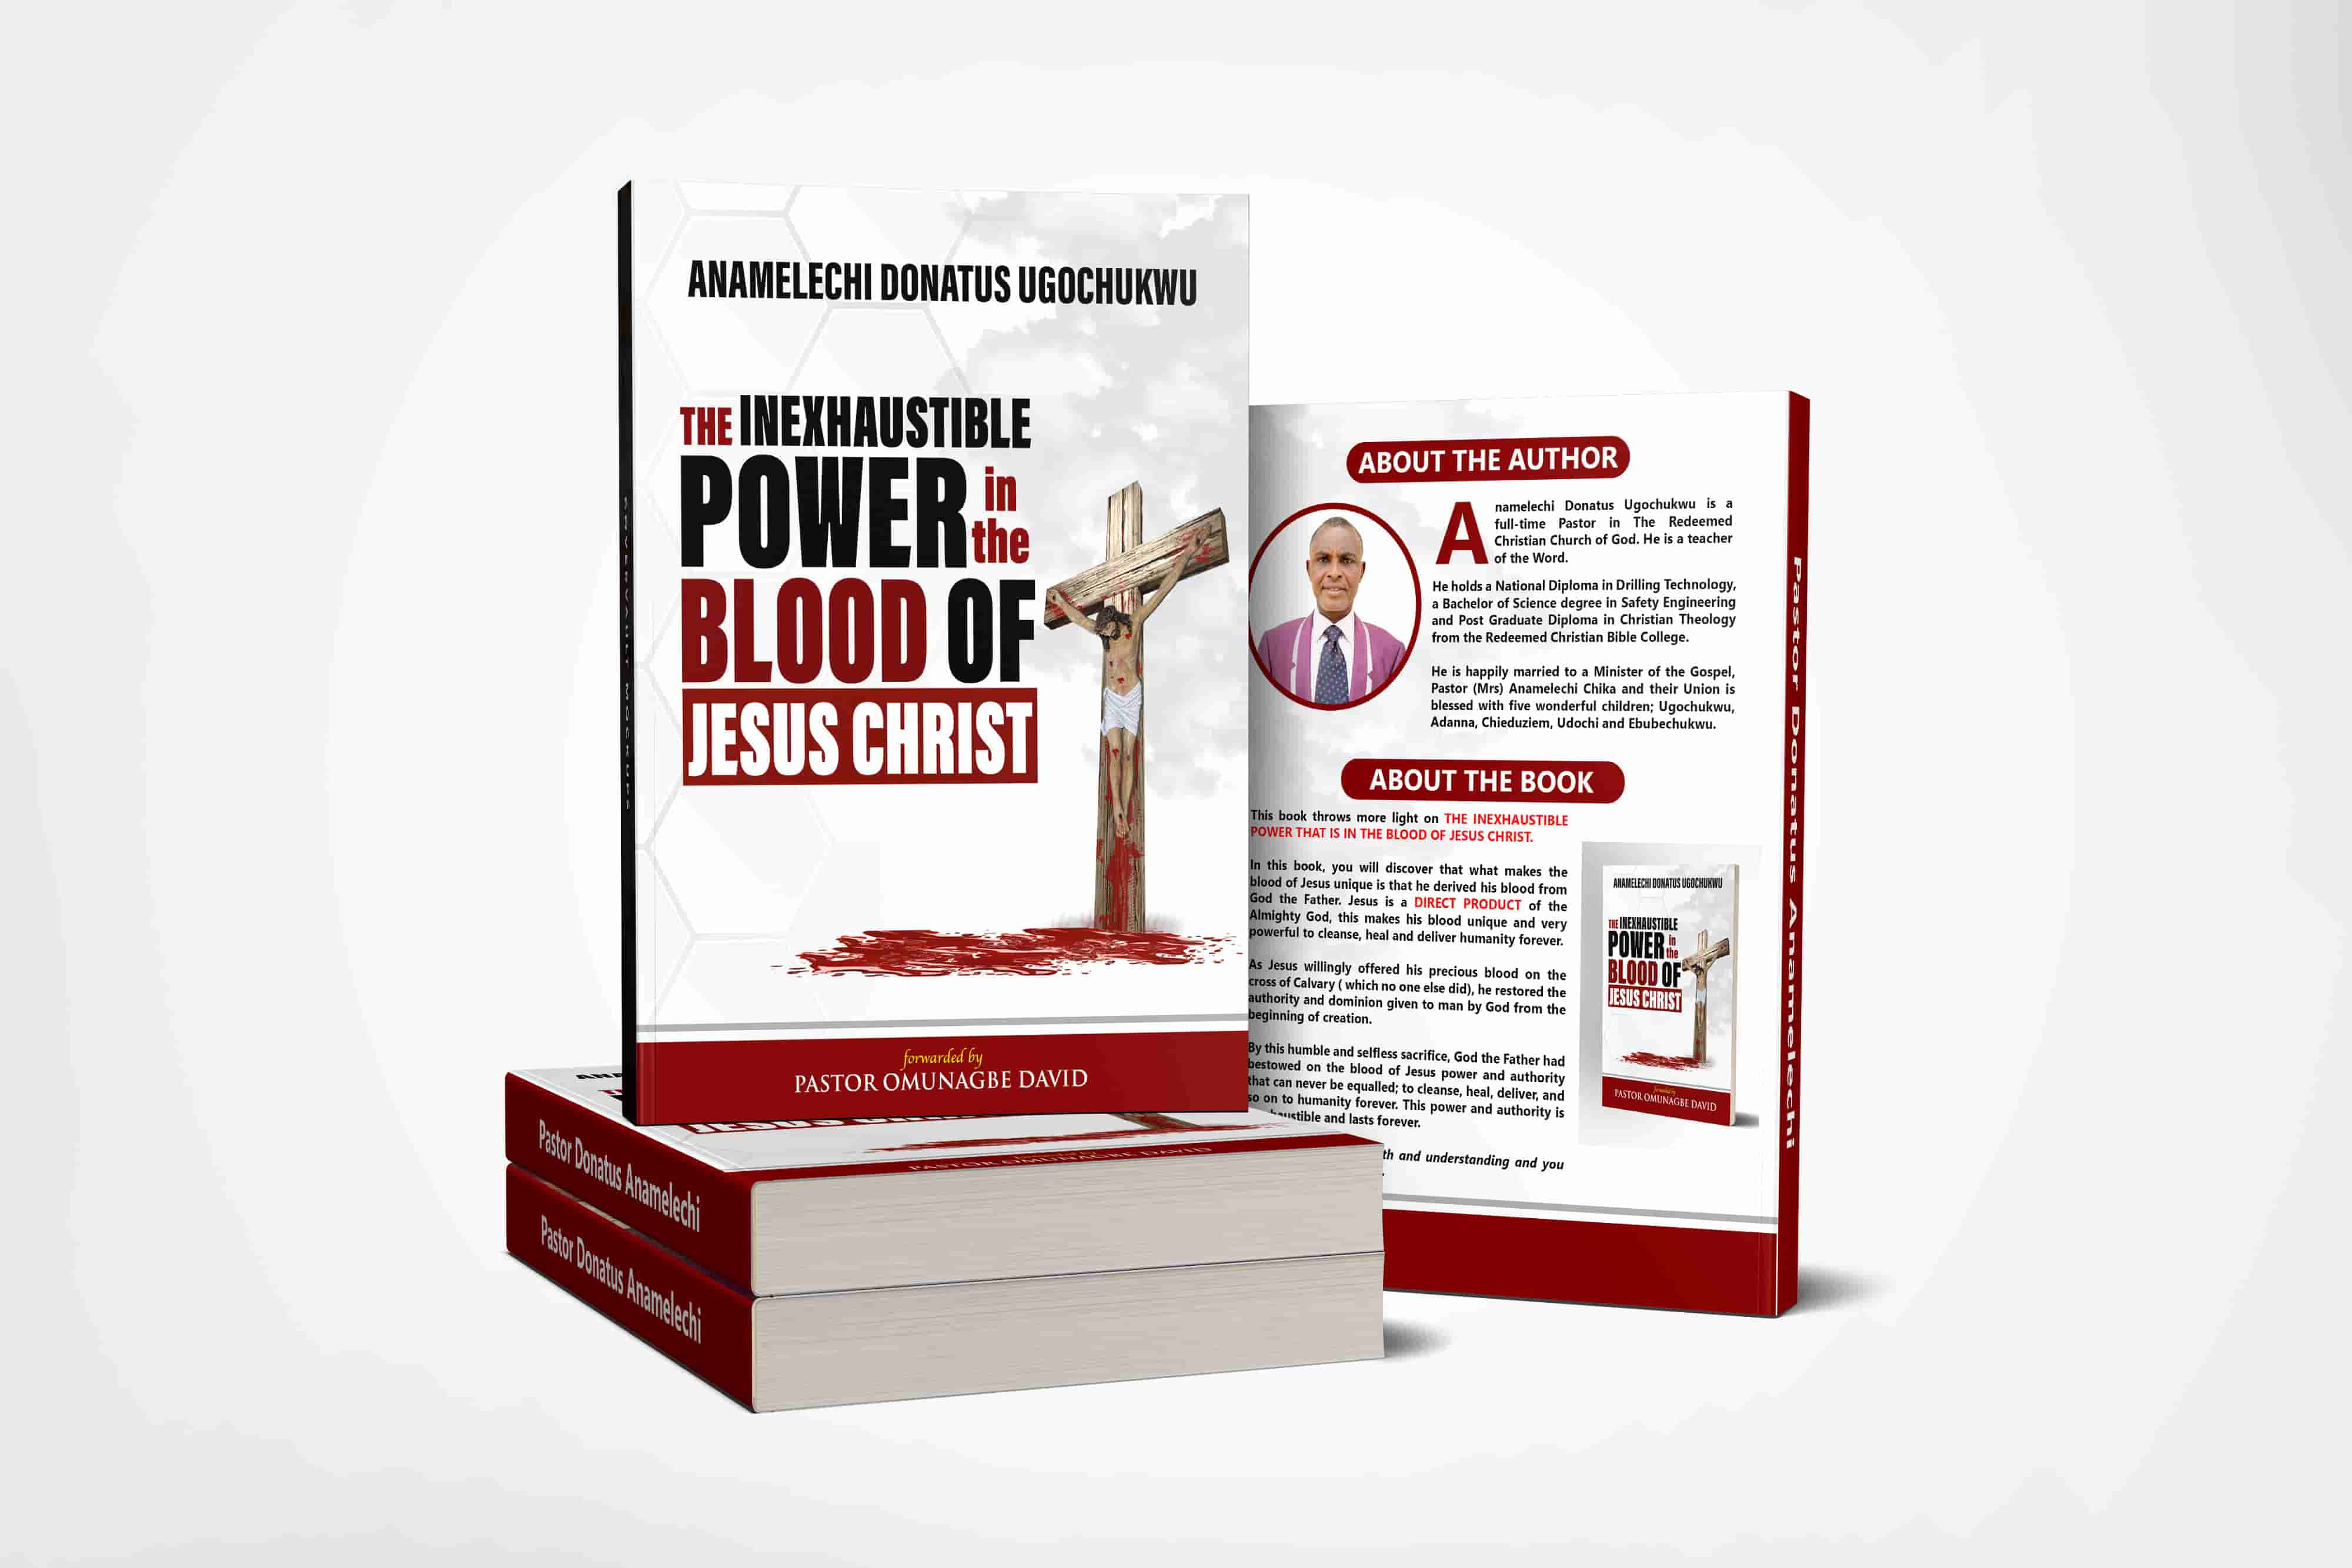 ANAMELECHI DONATUS UGOCHUKWU
THE INEXHAUSTIBLE
POWER in the
BLOOD OF
JESUS CHRIST
forwarded by
PASTOR OMUNAGBE DAVID
COVERVAULT MOCKUPS
ABOUT THE AUTHOR
Anamelechi Donatus Ugochukwu is a
full-time Pastor in The Redeemed
Christian Church of God. He is a teacher
of the Word.
He holds a National Diploma in Drilling Technology,
a Bachelor of Science degree in Safety Engineering
and Post Graduate Diploma in Christian Theology
from the Redeemed Christian Bible College.
He is happily married to a Minister of the Gospel,
Pastor (Mrs) Anamelechi Chika and their Union is
blessed with five wonderful children; Ugochukwu,
Adanna, Chieduziem, Udochi and Ebubechukwu.
ABOUT THE BOOK
This book throws more light on THE INEXHAUSTIBLE
POWER THAT IS IN THE BLOOD OF JESUS CHRIST.
In this book, you will discover that what makes the
blood of Jesus unique is that he derived his blood from
God the Father. Jesus is a DIRECT PRODUCT of the
Almighty God, this makes his blood unique and very
powerful to cleanse, heal and deliver humanity forever.
As Jesus willingly offered his precious blood on the
cross of Calvary ( which no one else did), he restored the
authority and dominion given to man by God from the
beginning of creation.
By this humble and selfless sacrifice, God the Father had
bestowed on the blood of Jesus power and authority
that can never be equalled; to cleanse, heal, deliver, and
so on to humanity forever. This power and authority is
and lasts forever.
and understanding and you
ANAMELECHI DONATUS UGOCHUKWU
THE INEXHAUSTIBLE
POWER in the
BLOOD OF
JESUS CHRIST
forwarded by
PASTOR OMUNAGBE DAVID
Pastor Donatus Anamelechi
JESUS
PASTOR OMUNAGBE DAVID
Pastor Donatus Anamelechi
Pastor Donatus Anamelechi